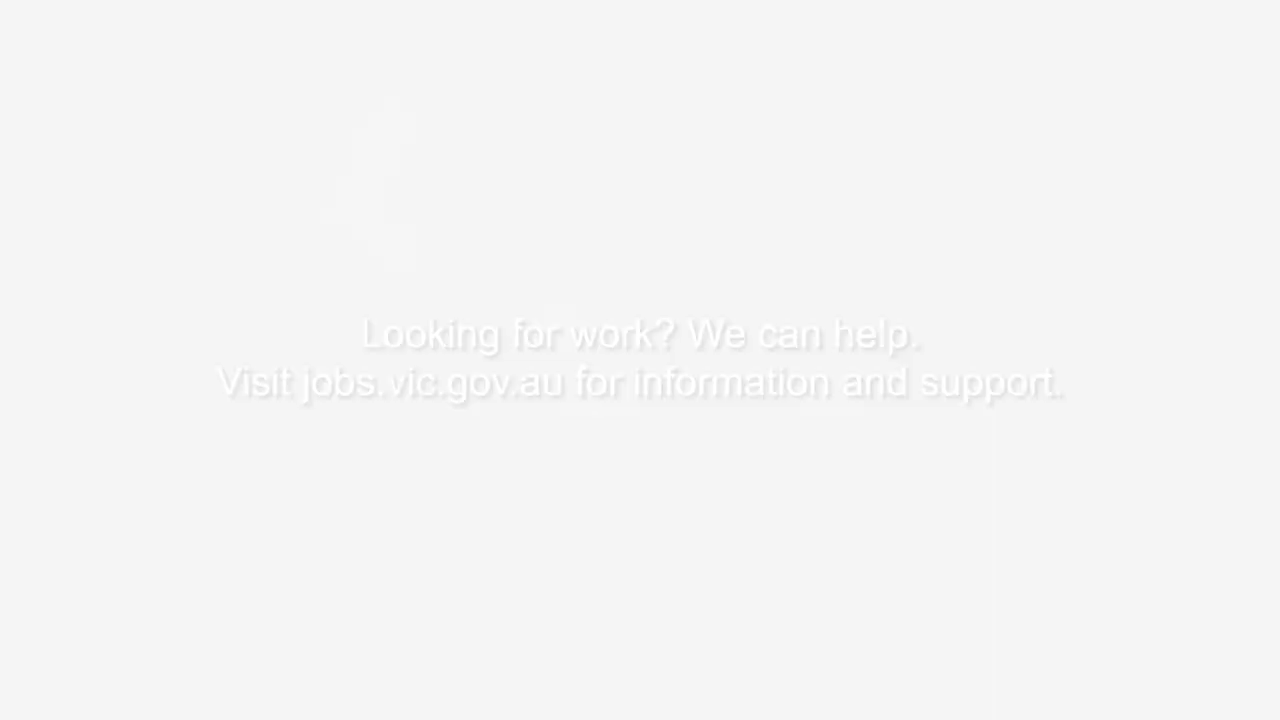 Looking for work? We can help.
Visit jobs.vic.gov.au for information and support.